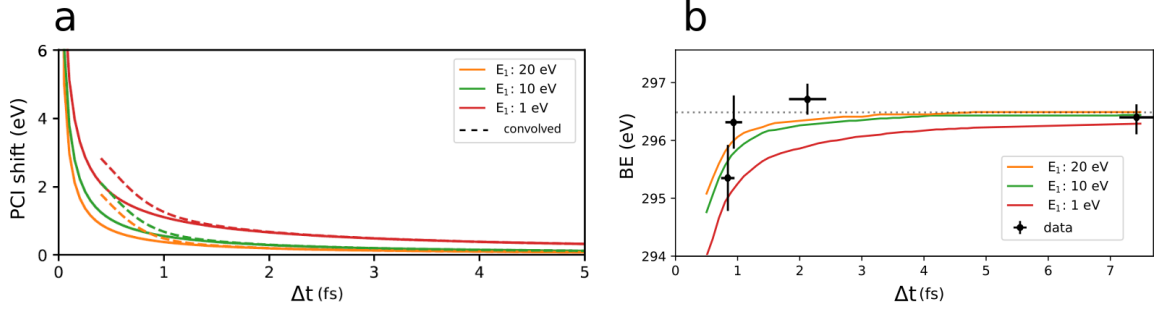 a
PCI shift (eV)
6
4
2
0
0
1
2
3
4
5
Δt (fs)
E₁: 20 eV
E₁: 10 eV
E₁: 1 eV
convolved
b
BE (eV)
297
296
295
294
0
1
2
3
4
5
6
7
Δt (fs)
E₁: 20 eV
E₁: 10 eV
E₁: 1 eV
data